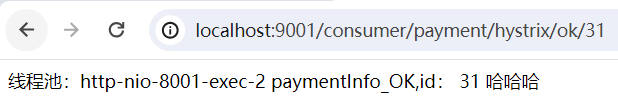 localhost:9001/consumer/payment/hystrix/ok/31
线程池：http-nio-8001-exec-2 paymentInfo_OK,id： 31 哈哈哈